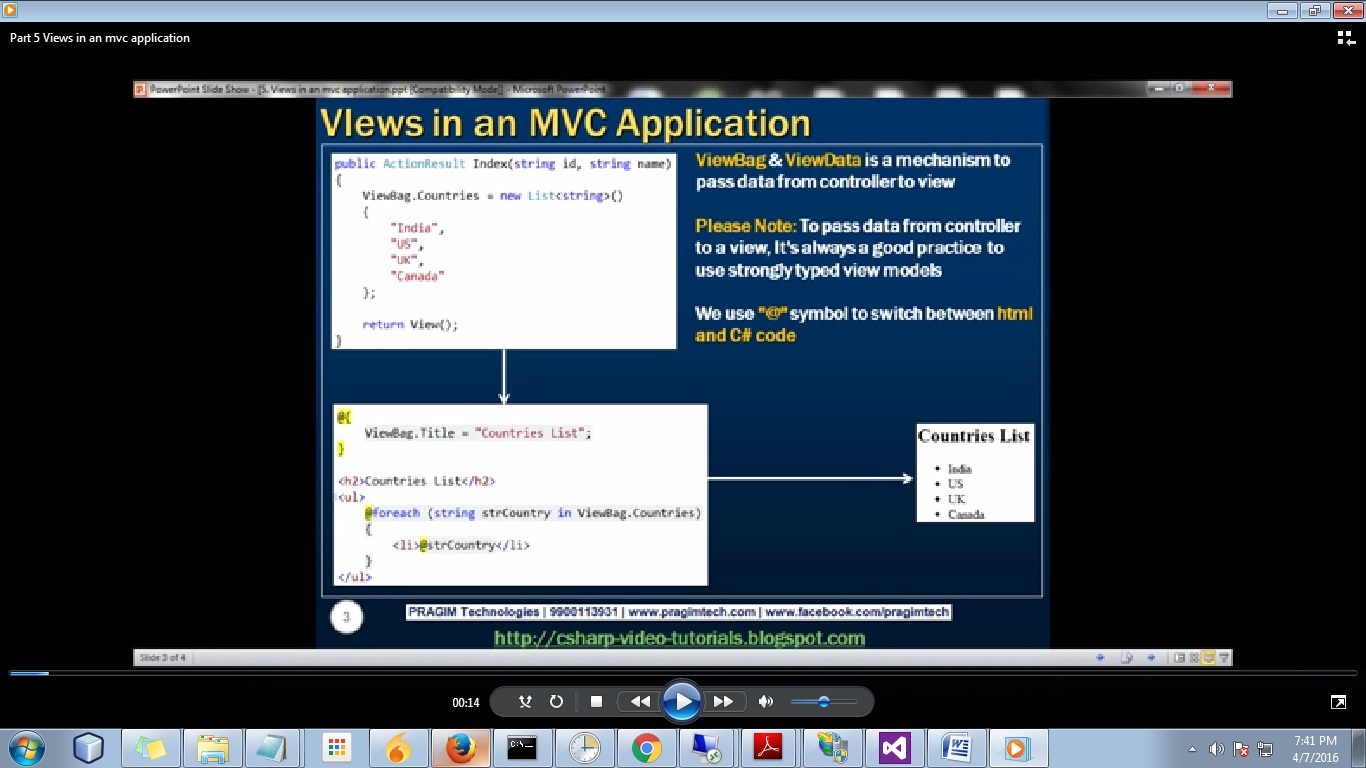 Part 5 Views in an mvc application
PowerPoint Slide Show - [5. Views in an mvc application.ppt [Compatibility Mode]] - Microsoft PowerPoint
VIews in an MVC Application
public ActionResult Index(string id, string name)
{
    ViewBag.Countries = new List<string>()
    {
        "India",
        "US",
        "UK",
        "Canada"
    };
    return View();
}
ViewBag & ViewData is a mechanism to
pass data from controller to view
Please Note: To pass data from controller
to a view, It's always a good practice to
use strongly typed view models
We use "@" symbol to switch between html
and C# code
@{
    ViewBag.Title = "Countries List";
}
<h2>Countries List</h2>
<ul>
    @foreach (string strCountry in ViewBag.Countries)
    {
        <li>@strCountry</li>
    }
</ul>
Countries List
• India
• US
• UK
• Canada
3
PRAGIM Technologies | 9900113931 | www.pragimtech.com | www.facebook.com/pragimtech
http://csharp-video-tutorials.blogspot.com
Slide 3 of 4
00:14
C:\
W
7:41 PM
4/7/2016